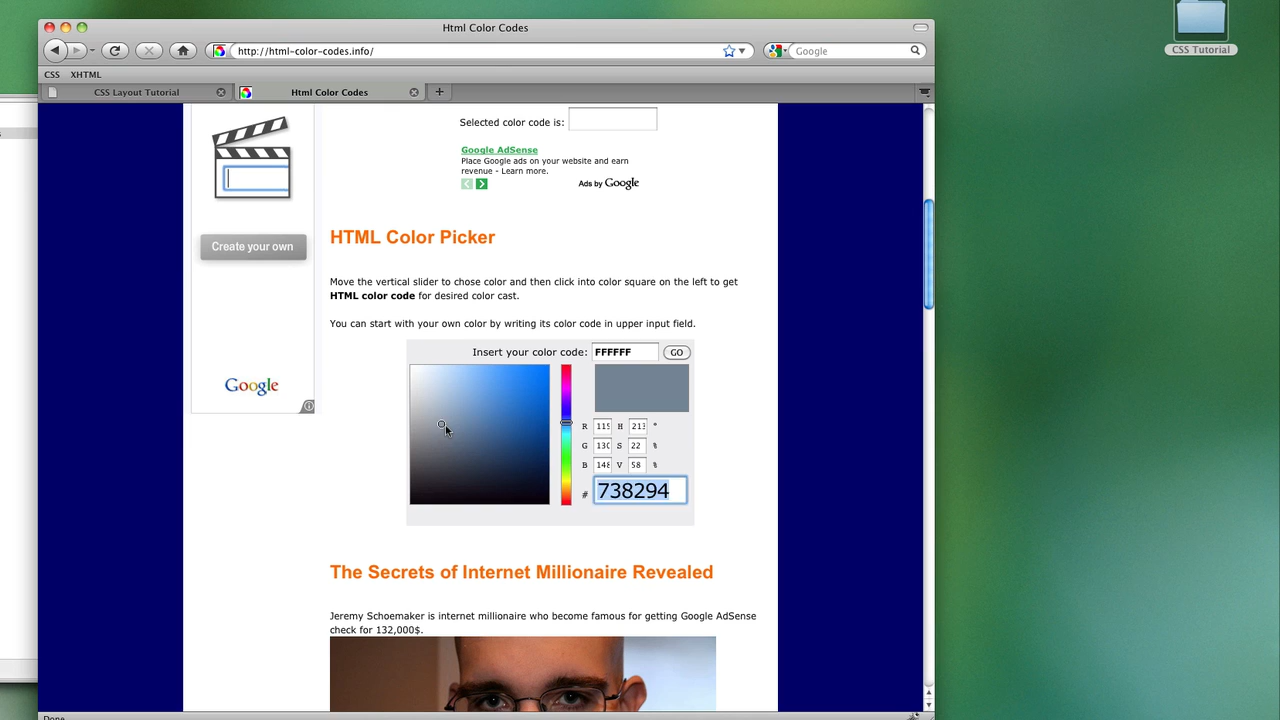 Html Color Codes
CSS Tutorial
http://html-color-codes.info/
Google
CSS XHTML
CSS Layout Tutorial
Html Color Codes
Selected color code is:
Google AdSense
Place Google ads on your website and earn
revenue - Learn more.
Ads by Google
Create your own
Google
HTML Color Picker
Move the vertical slider to chose color and then click into color square on the left to get
HTML color code for desired color cast.
You can start with your own color by writing its color code in upper input field.
Insert your color code: FFFFFF GO
R 115 H 213 °
G 130 S 22 %
B 148 V 58 %
# 738294
The Secrets of Internet Millionaire Revealed
Jeremy Schoemaker is internet millionaire who become famous for getting Google AdSense
check for 132,000$.
Done